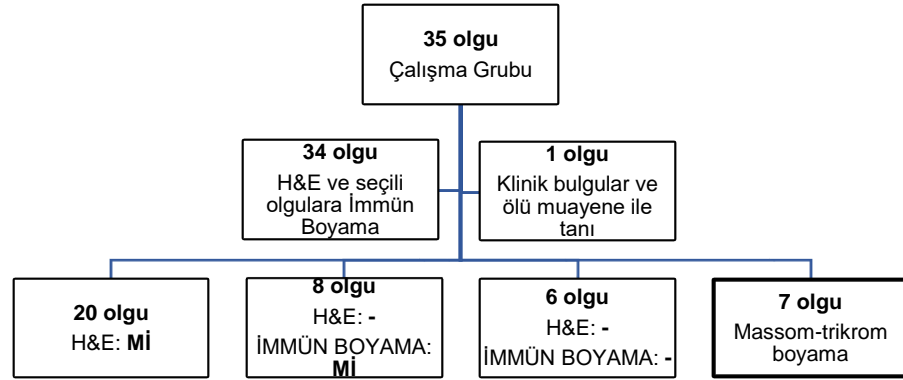 35 olgu
Çalışma Grubu
34 olgu
H&E ve seçili
olgulara İmmün
Boyama
1 olgu
Klinik bulgular ve
ölü muayene ile
tanı
20 olgu
H&E: Mİ
8 olgu
H&E: -
İMMÜN BOYAMA:
Mİ
6 olgu
H&E: -
İMMÜN BOYAMA: -
7 olgu
Massom-trikrom
boyama